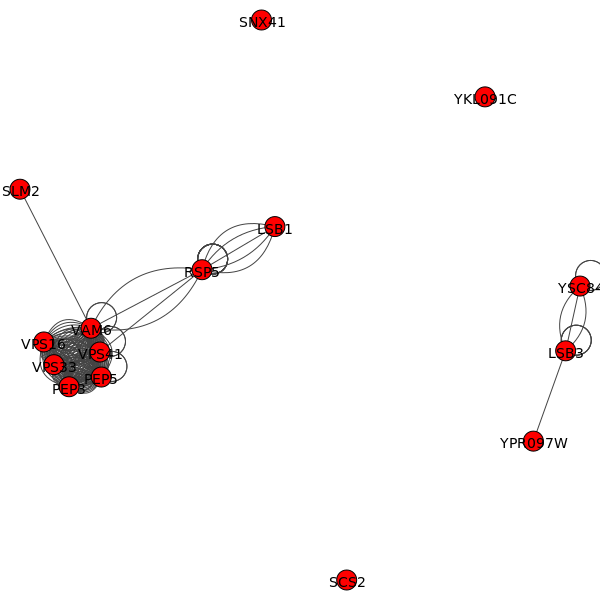 SNX41
YKL091C
SLM2
LSB1
RSP5
YSC84
VAM6
VPS16
VPS41
LSB3
VPS33
PEP5
PEP3
YPR097W
SCS2